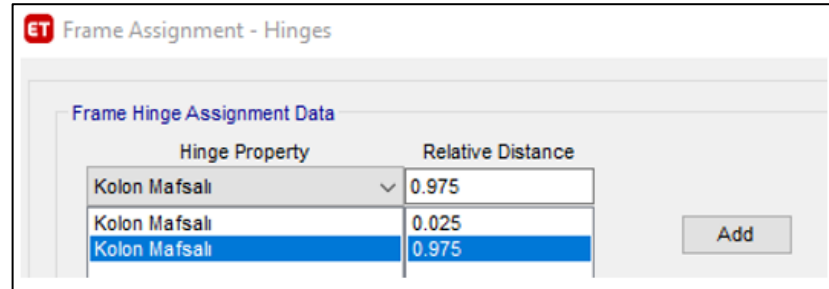 ET Frame Assignment - Hinges
Frame Hinge Assignment Data
Hinge Property Relative Distance
Kolon Mafsalı 0.975
Kolon Mafsalı 0.025 Add
Kolon Mafsalı 0.975